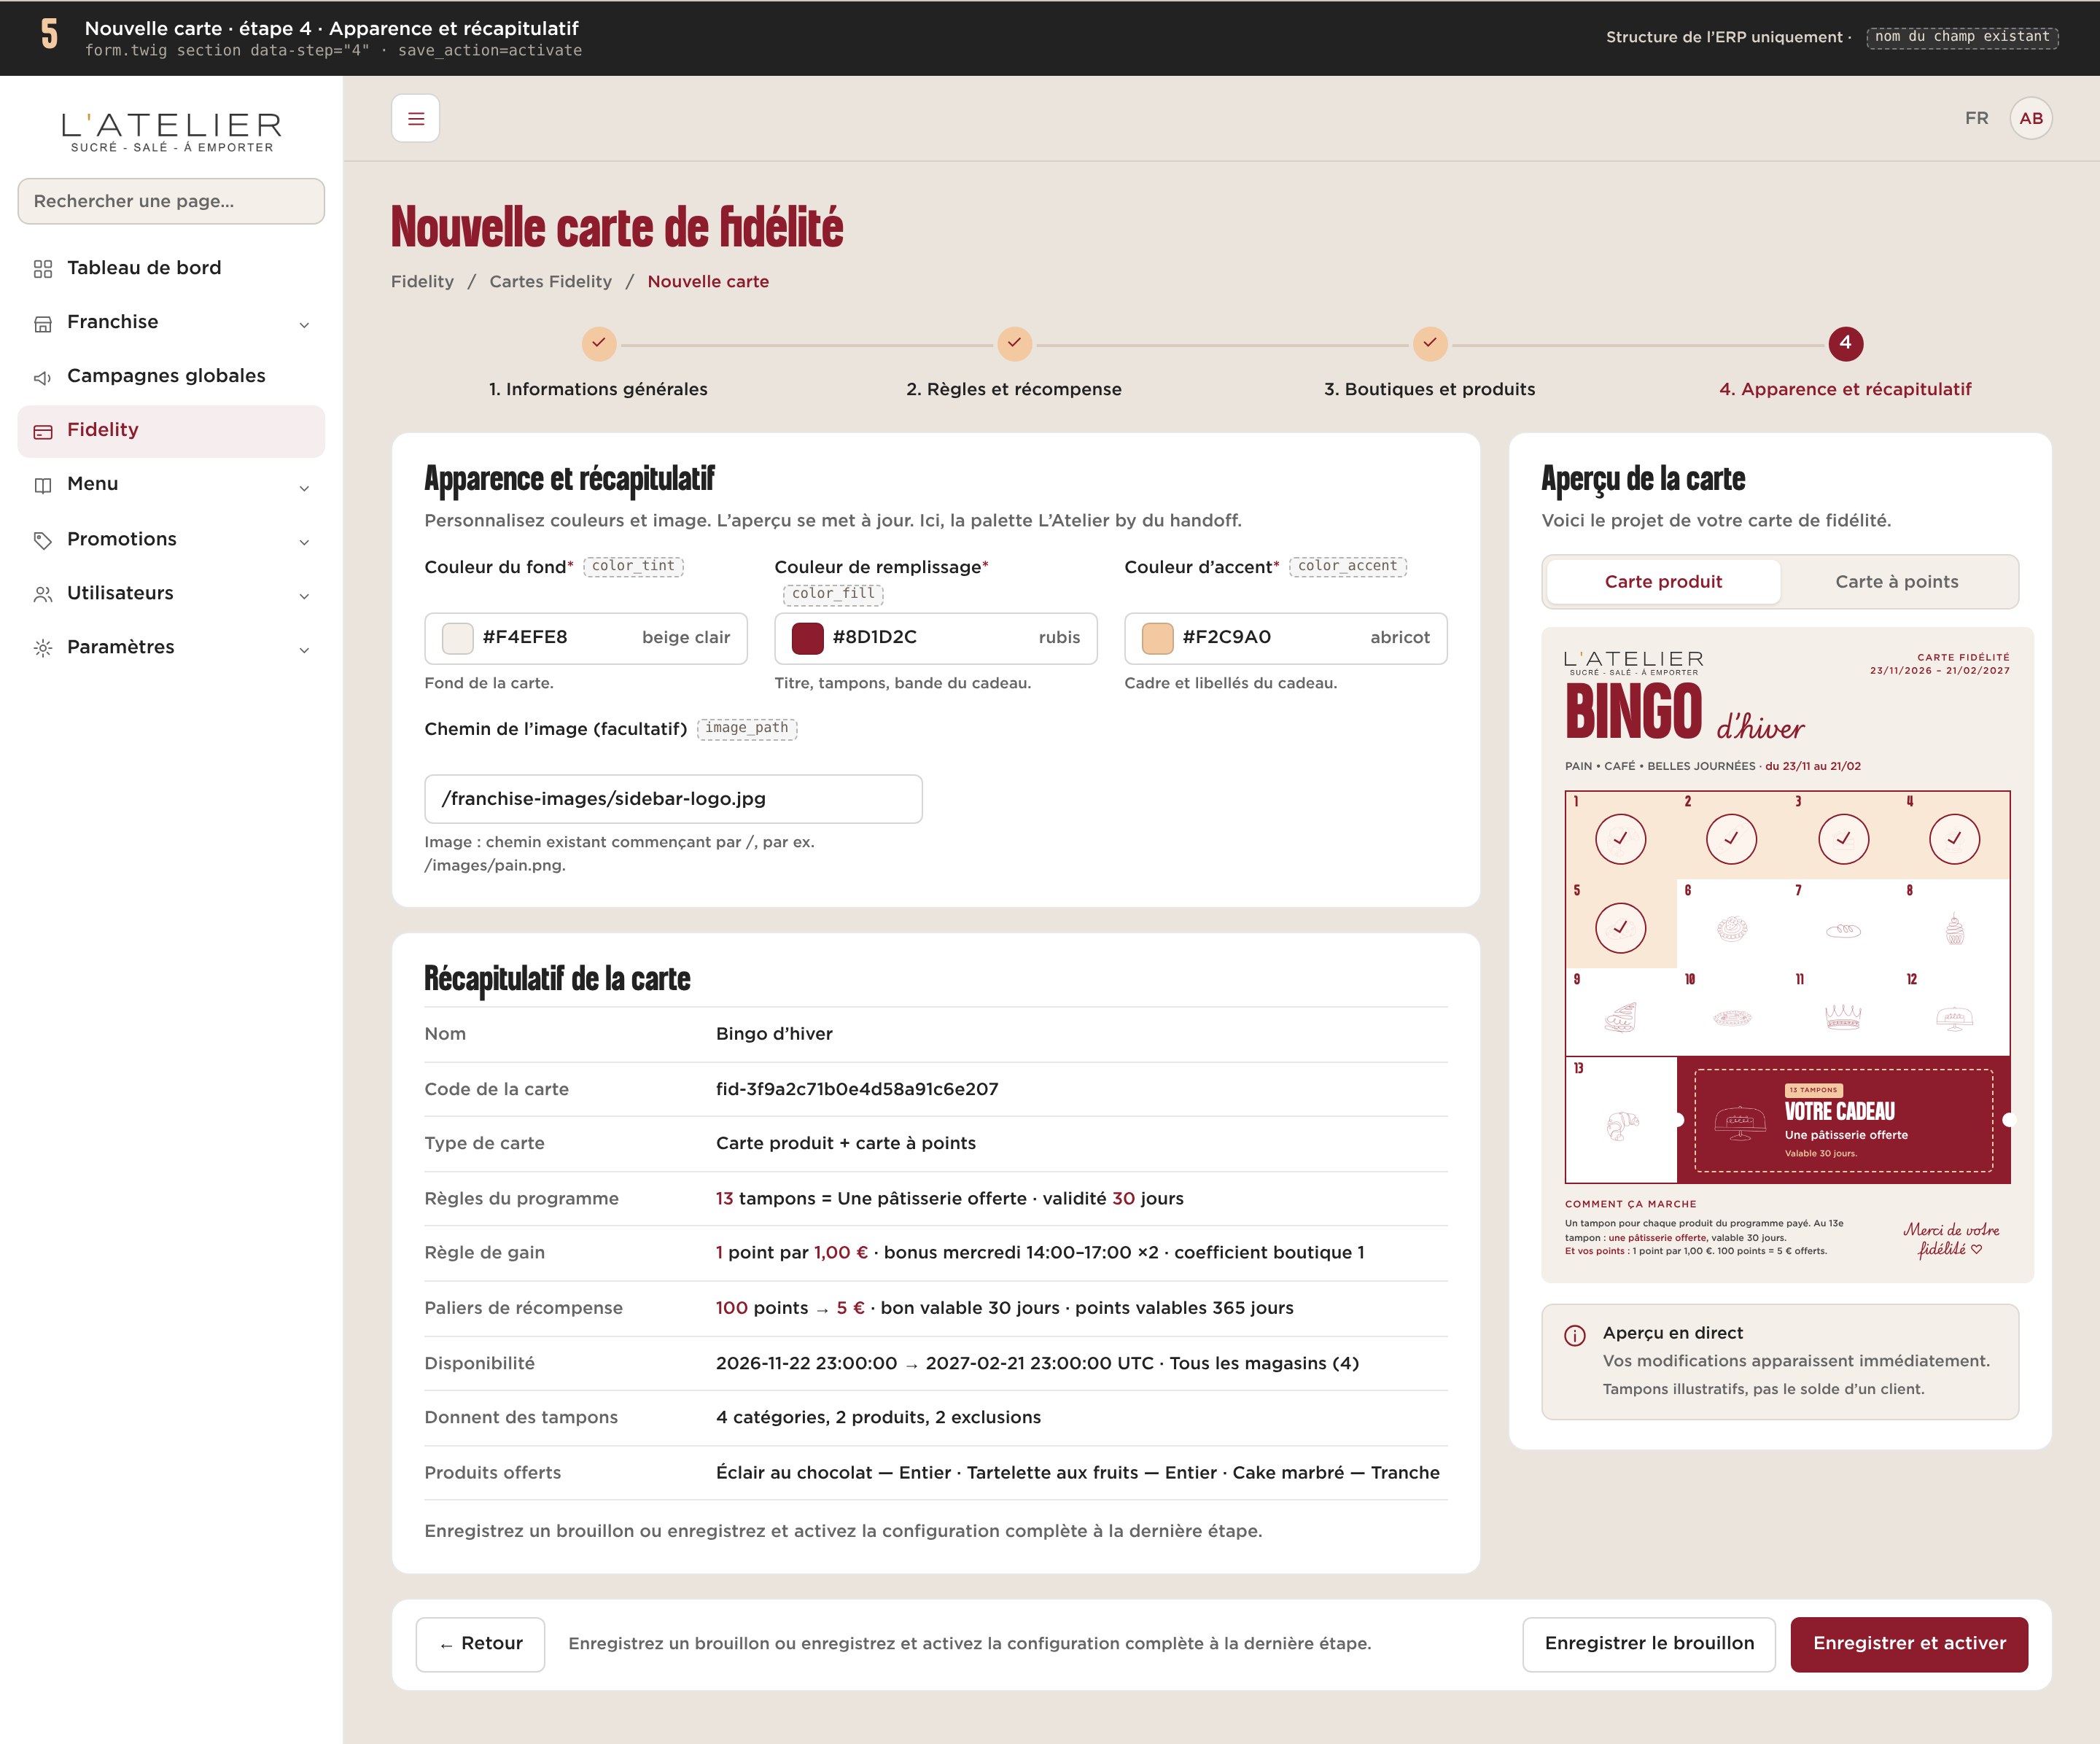 5
Nouvelle carte · étape 4 · Apparence et récapitulatif
form.twig section data-step="4" · save_action=activate
Structure de l’ERP uniquement · nom du champ existant
L'ATELIER
SUCRÉ - SALÉ - Á EMPORTER
Rechercher une page...
Tableau de bord
Franchise
Campagnes globales
Fidelity
Menu
Promotions
Utilisateurs
Paramètres
FR AB
Nouvelle carte de fidélité
Fidelity / Cartes Fidelity / Nouvelle carte
4
1. Informations générales
2. Règles et récompense
3. Boutiques et produits
4. Apparence et récapitulatif
Apparence et récapitulatif
Personnalisez couleurs et image. L’aperçu se met à jour. Ici, la palette L’Atelier by du handoff.
Couleur du fond* color_tint
#F4EFE8 beige clair
Fond de la carte.
Couleur de remplissage*
color_fill
#8D1D2C rubis
Titre, tampons, bande du cadeau.
Couleur d’accent* color_accent
#F2C9A0 abricot
Cadre et libellés du cadeau.
Chemin de l’image (facultatif) image_path
/franchise-images/sidebar-logo.jpg
Image : chemin existant commençant par /, par ex.
/images/pain.png.
Récapitulatif de la carte
Nom Bingo d’hiver
Code de la carte fid-3f9a2c71b0e4d58a91c6e207
Type de carte Carte produit + carte à points
Règles du programme 13 tampons = Une pâtisserie offerte · validité 30 jours
Règle de gain 1 point par 1,00 € · bonus mercredi 14:00–17:00 ×2 · coefficient boutique 1
Paliers de récompense 100 points → 5 € · bon valable 30 jours · points valables 365 jours
Disponibilité 2026-11-22 23:00:00 → 2027-02-21 23:00:00 UTC · Tous les magasins (4)
Donnent des tampons 4 catégories, 2 produits, 2 exclusions
Produits offerts Éclair au chocolat — Entier · Tartelette aux fruits — Entier · Cake marbré — Tranche
Enregistrez un brouillon ou enregistrez et activez la configuration complète à la dernière étape.
Aperçu de la carte
Voici le projet de votre carte de fidélité.
Carte produit Carte à points
L'ATELIER
SUCRÉ - SALÉ - Á EMPORTER
CARTE FIDÉLITÉ
23/11/2026 – 21/02/2027
BINGO d’hiver
PAIN • CAFÉ • BELLES JOURNÉES · du 23/11 au 21/02
1 2 3 4
5 6 7 8
9 10 11 12
13
13 TAMPONS
VOTRE CADEAU
Une pâtisserie offerte
Valable 30 jours.
COMMENT ÇA MARCHE
Un tampon pour chaque produit du programme payé. Au 13e
tampon : une pâtisserie offerte, valable 30 jours.
Et vos points : 1 point par 1,00 €. 100 points = 5 € offerts.
Merci de votre
fidélité ♡
Aperçu en direct
Vos modifications apparaissent immédiatement.
Tampons illustratifs, pas le solde d’un client.
← Retour
Enregistrez un brouillon ou enregistrez et activez la configuration complète à la dernière étape.
Enregistrer le brouillon
Enregistrer et activer